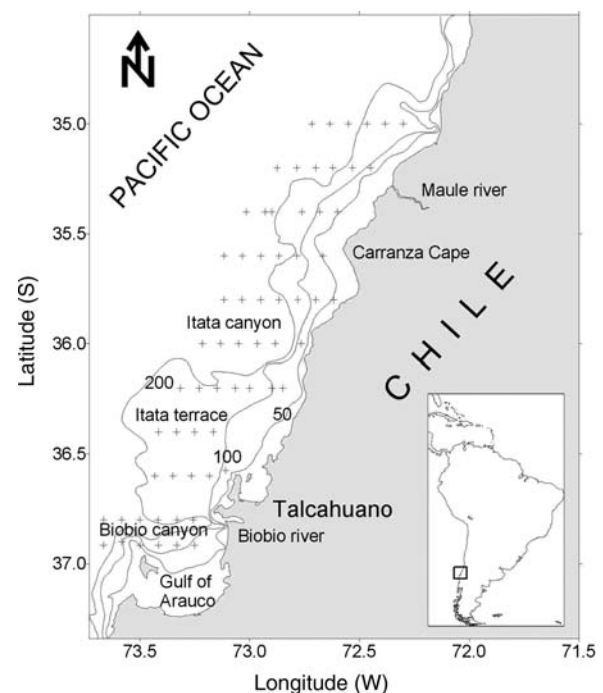 N
PACIFIC OCEAN
35.0
Maule river
35.5
Carranza Cape
Latitude (S)
CHILE
Itata canyon
36.0
200
Itata terrace
50
36.5
100
Talcahuano
Biobio canyon
Biobio river
37.0
Gulf of
Arauco
73.5 73.0 72.5 72.0 71.5
Longitude (W)